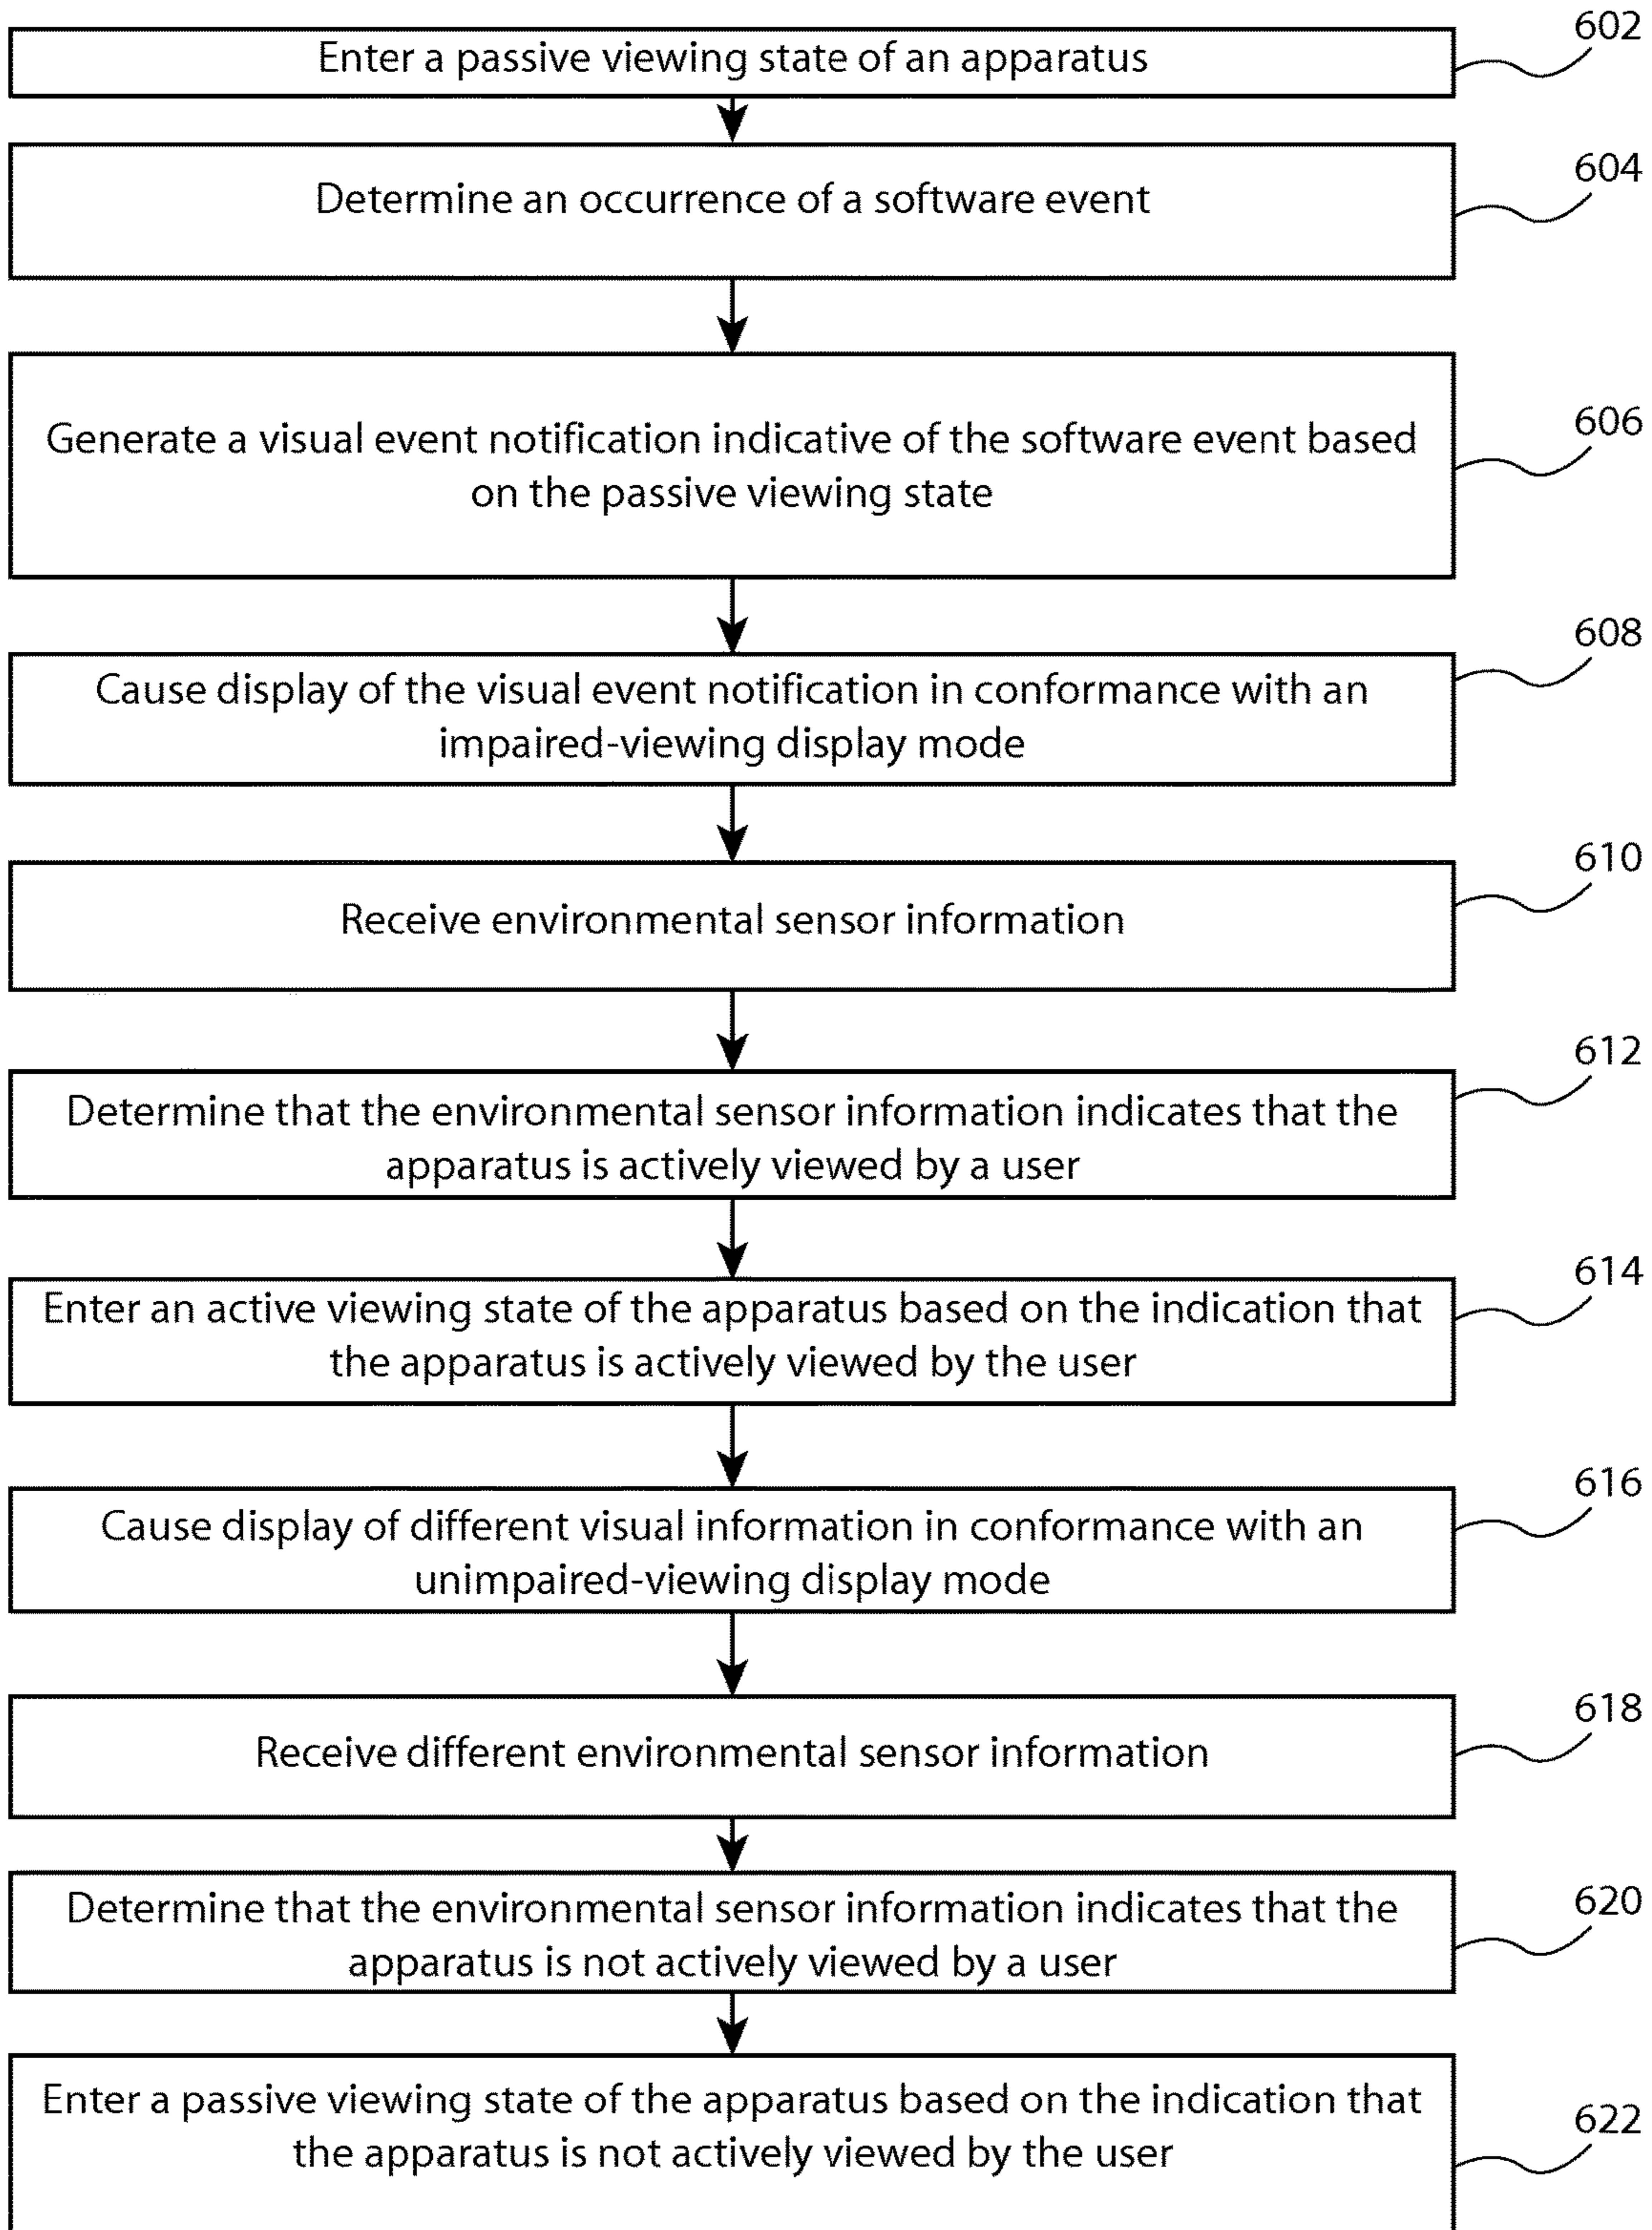 Enter a passive viewing state of an apparatus
602
Determine an occurrence of a software event
604
Generate a visual event notification indicative of the software event based
on the passive viewing state
606
Cause display of the visual event notification in conformance with an
impaired-viewing display mode
608
Receive environmental sensor information
610
Determine that the environmental sensor information indicates that the
apparatus is actively viewed by a user
612
Enter an active viewing state of the apparatus based on the indication that
the apparatus is actively viewed by the user
614
Cause display of different visual information in conformance with an
unimpaired-viewing display mode
616
Receive different environmental sensor information
618
Determine that the environmental sensor information indicates that the
apparatus is not actively viewed by a user
620
Enter a passive viewing state of the apparatus based on the indication that
the apparatus is not actively viewed by the user
622